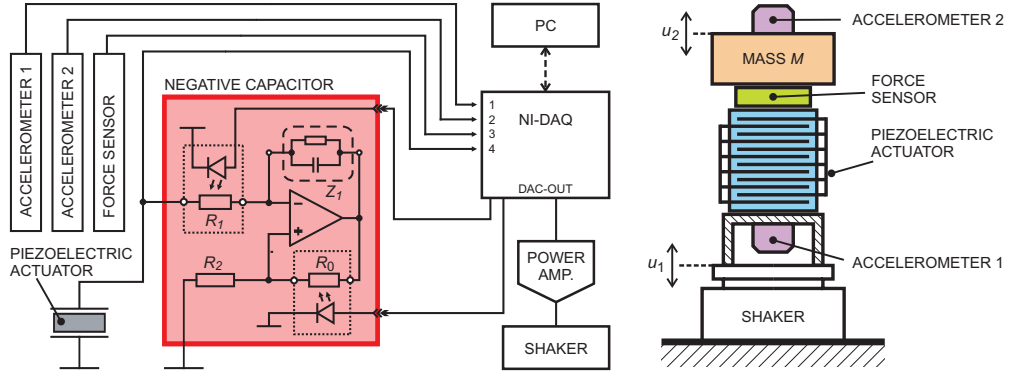 ACCELEROMETER 1
ACCELEROMETER 2
FORCE SENSOR
NEGATIVE CAPACITOR
R1
Z1
R2
R0
PIEZOELECTRIC
ACTUATOR
PC
1
2
3
4
NI-DAQ
DAC-OUT
POWER
AMP.
SHAKER
u2
ACCELEROMETER 2
MASS M
FORCE
SENSOR
PIEZOELECTRIC
ACTUATOR
u1
ACCELEROMETER 1
SHAKER